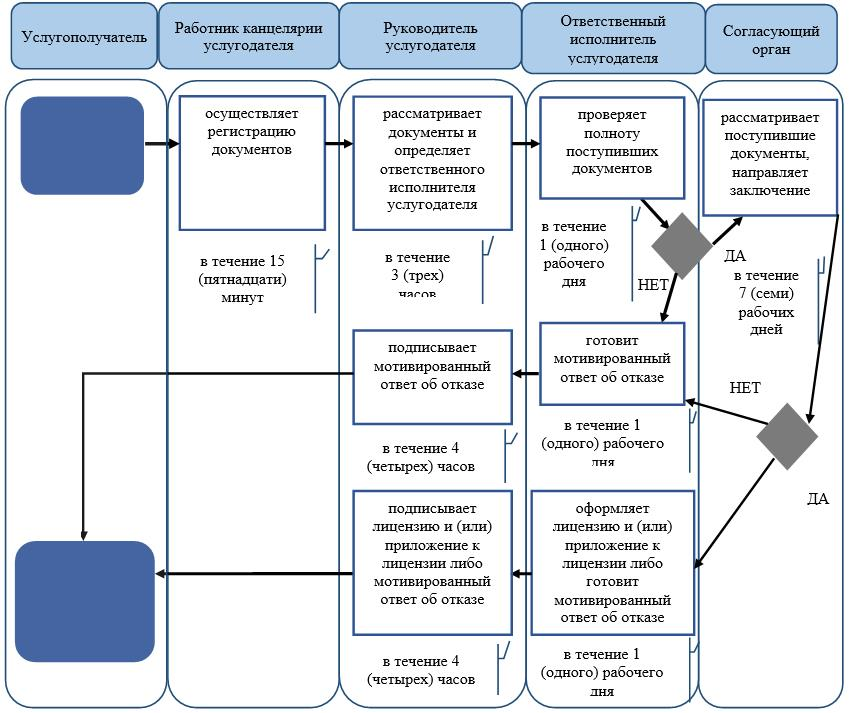 Услугополучатель
Работник канцелярии
услугодателя
Руководитель
услугодателя
Ответственный
исполнитель
услугодателя
Согласующий
орган
осуществляет
регистрацию
документов
рассматривает
документы и
определяет
ответственного
исполнителя
услугодателя
проверяет
полноту
поступивших
документов
рассматривает
поступившие
документы,
направляет
заключение
в течение 15
(пятнадцати)
минут
в течение
3 (трех)
часов
в течение
1 (одного)
рабочего
дня
НЕТ
ДА
в течение
7 (семи)
рабочих
дней
подписывает
мотивированный
ответ об отказе
готовит
мотивированный
ответ об отказе
НЕТ
в течение 4
(четырех) часов
в течение 1
(одного) рабочего
дня
ДА
подписывает
лицензию и (или)
приложение к
лицензии либо
мотивированный
ответ об отказе
оформляет
лицензию и (или)
приложение к
лицензии либо
готовит
мотивированный
ответ об отказе
в течение 4
(четырех) часов
в течение 1
(одного) рабочего
дня